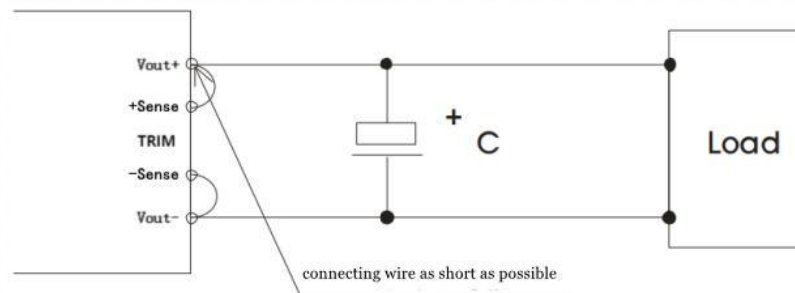 Vout+
+Sense
+
C
TRIM
Load
−Sense
Vout-
connecting wire as short as possible